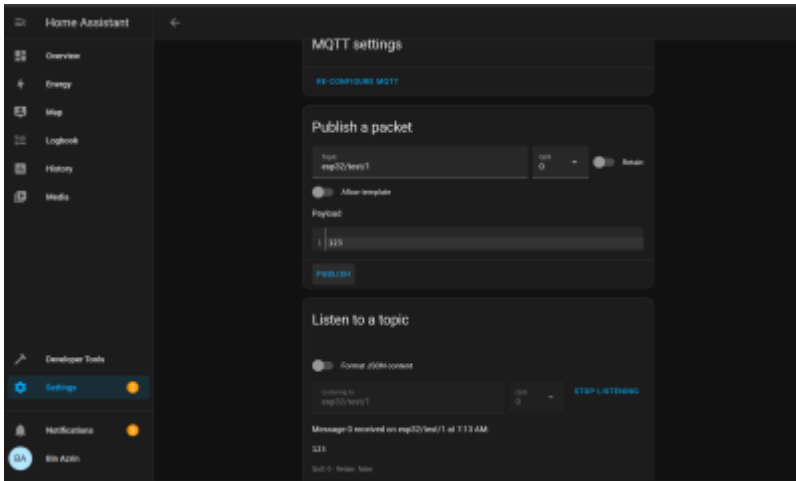 Home Assistant
Overview
Energy
Map
Logbook
History
Media
Developer Tools
Settings
Notifications
BA
Bin Azrin
MQTT settings
RE-CONFIGURE MQTT
Publish a packet
Topic
esp32/test/1
QoS
0
Retain
Allow template
Payload
1
123
PUBLISH
Listen to a topic
Format JSON content
Listening to
esp32/test/1
QoS
0
STOP LISTENING
Message 0 received on esp32/test/1 at 7:13 AM:
123
QoS: 0 - Retain: false